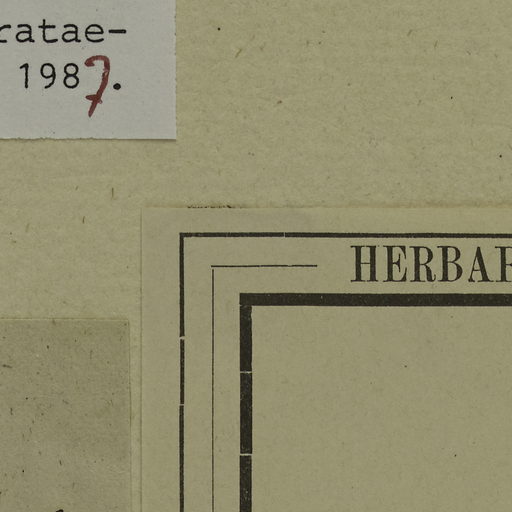 ratae-
1987.
HERBAR